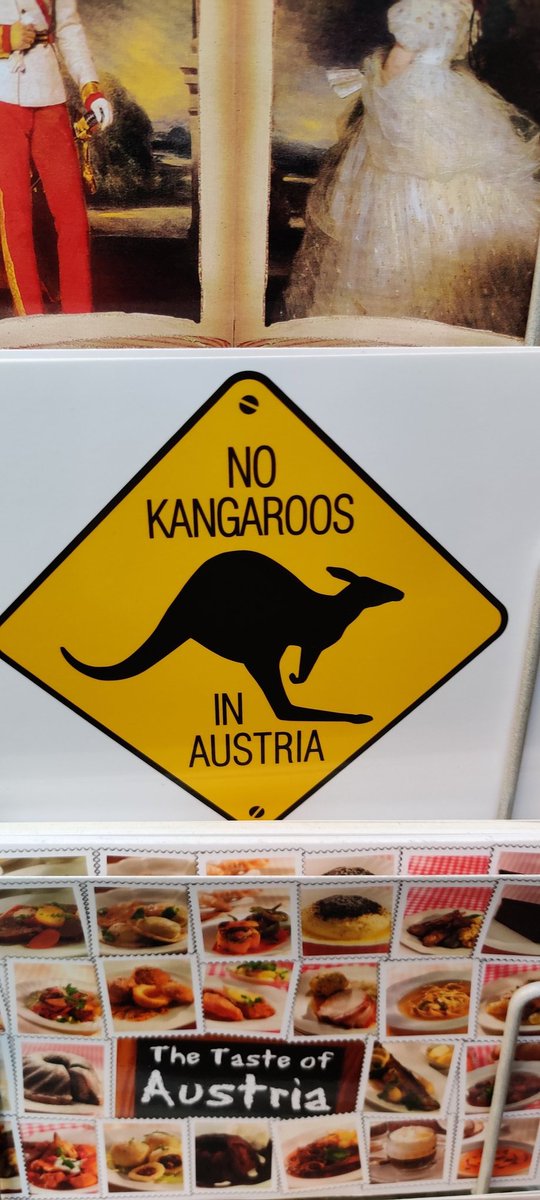 NO
KANGAROOS
IN
AUSTRIA
The Taste of
Austria